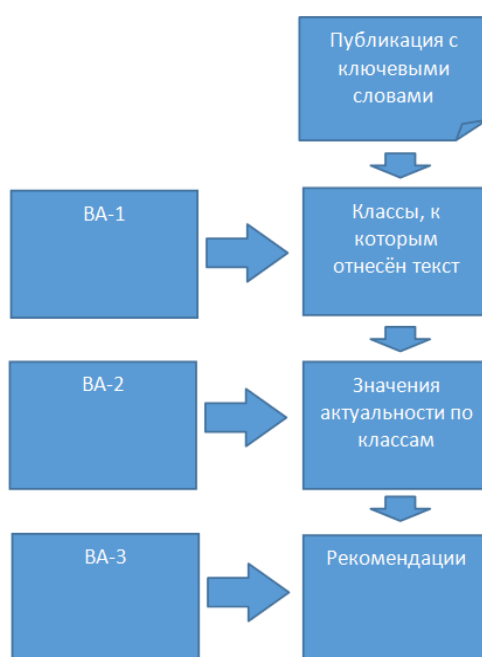 Публикация с
ключевыми
словами
ВА-1
Классы, к
которым
отнесён текст
ВА-2
Значения
актуальности по
классам
ВА-3
Рекомендации